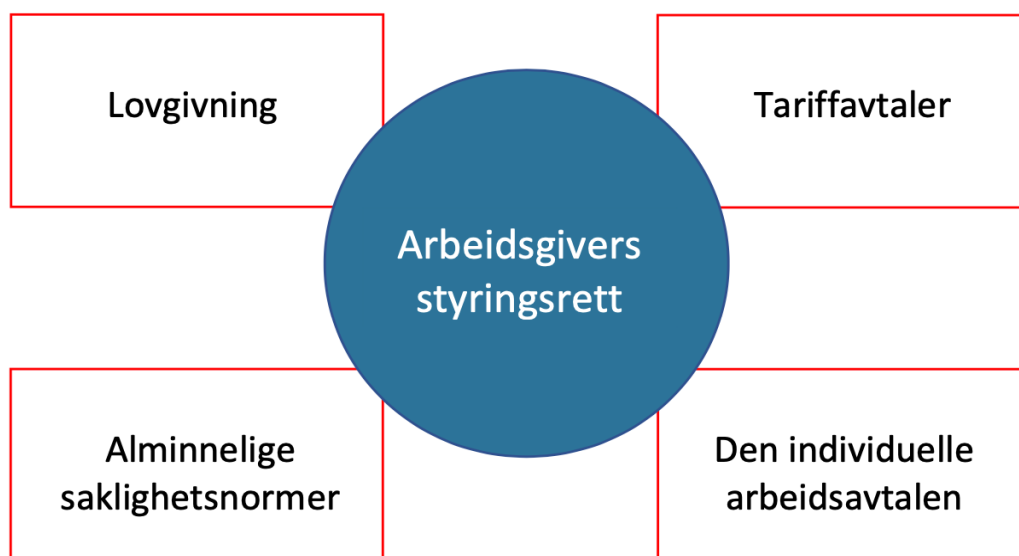 Lovgivning
Tariffavtaler
Arbeidsgivers
styringsrett
Alminnelige
saklighetsnormer
Den individuelle
arbeidsavtalen